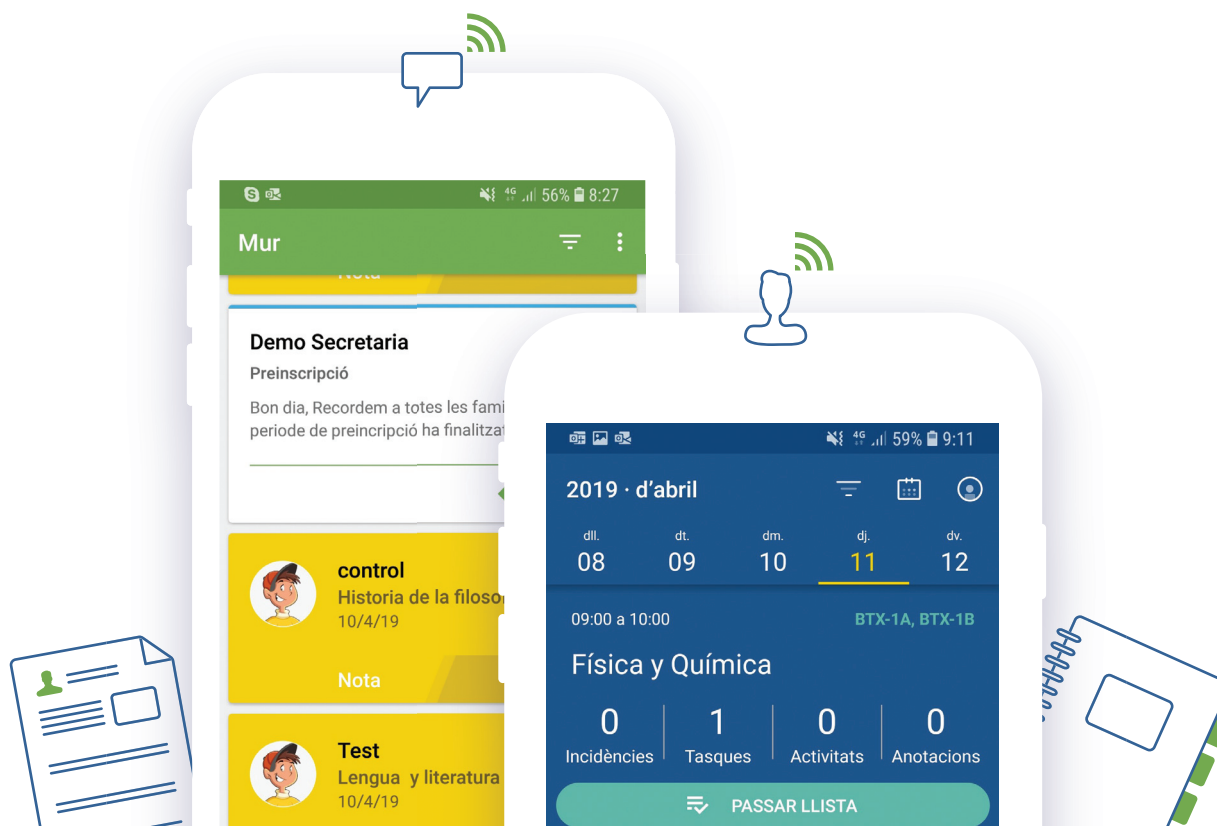 4G 56% 8:27
Mur
Nota
Demo Secretaria
Preinscripció
Bon dia, Recordem a totes les fami
periode de preincripció ha finalitzat
control
Historia de la filoso
10/4/19
Nota
Test
Lengua y literatura
10/4/19
4G 59% 9:11
2019 · d'abril
dll. dt. dm. dj. dv.
08 09 10 11 12
09:00 a 10:00 BTX-1A, BTX-1B
Física y Química
0 1 0 0
Incidències Tasques Activitats Anotacions
PASSAR LLISTA